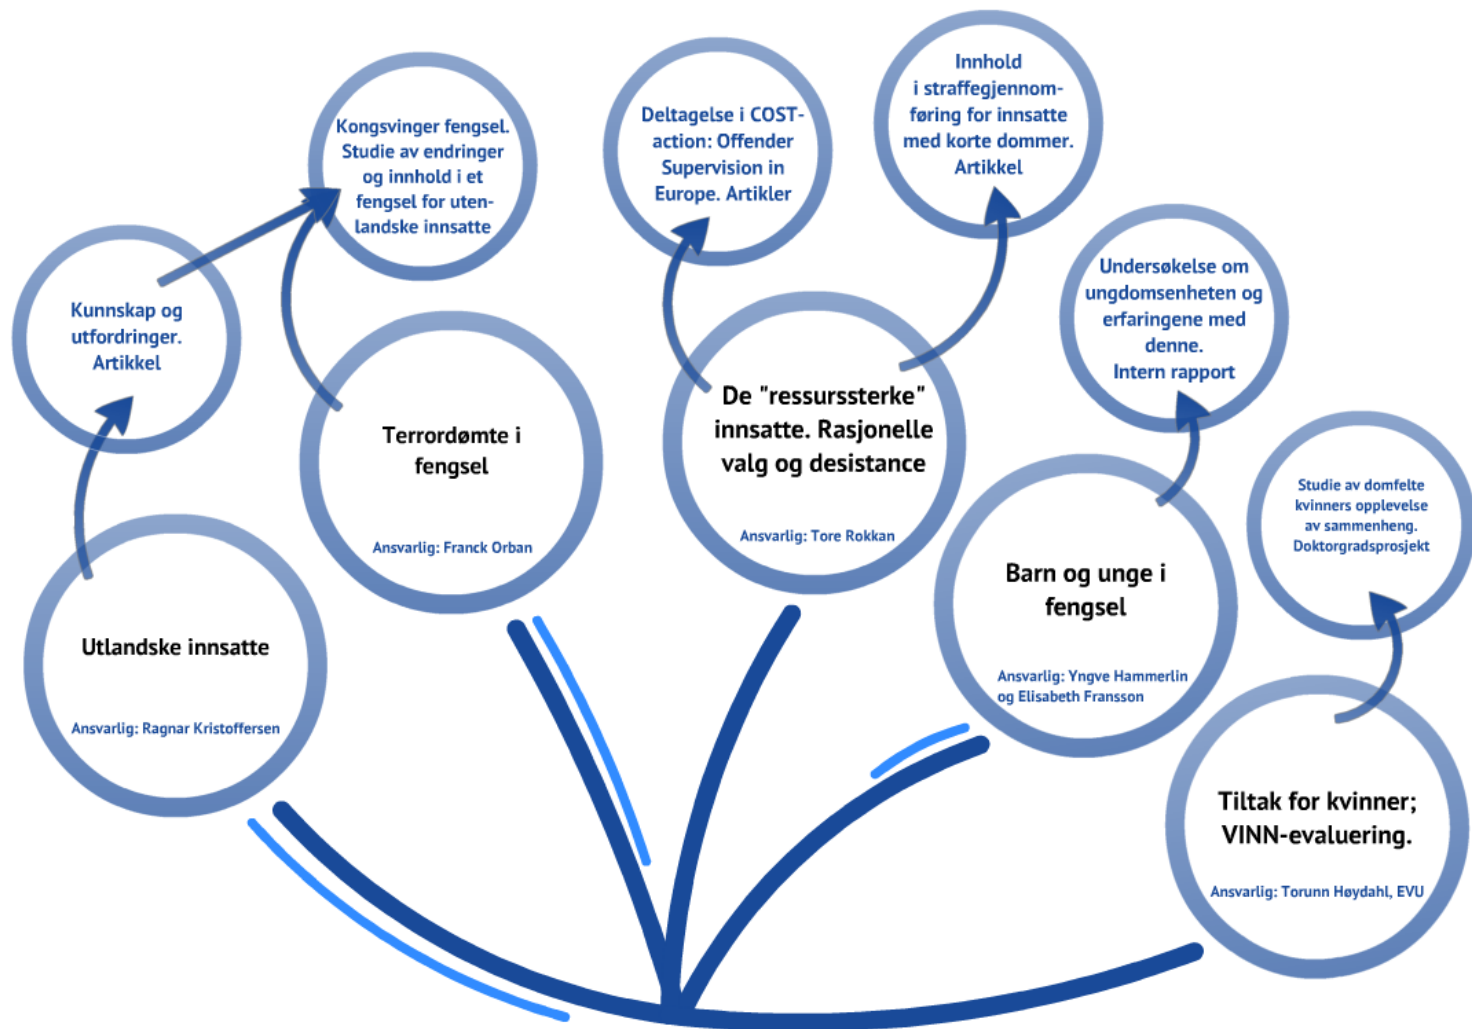 Kunnskap og
utfordringer.
Artikkel
Utlandske innsatte
Ansvarlig: Ragnar Kristoffersen
Kongsvinger fengsel.
Studie av endringer
og innhold i et
fengsel for uten-
landske innsatte
Terrordømte i
fengsel
Ansvarlig: Franck Orban
Deltagelse i COST-
action: Offender
Supervision in
Europe. Artikler
Innhold
i straffegjennom-
føring for innsatte
med korte dommer.
Artikkel
De "ressurssterke"
innsatte. Rasjonelle
valg og desistance
Ansvarlig: Tore Rokkan
Undersøkelse om
ungdomsenheten og
erfaringene med
denne.
Intern rapport
Barn og unge i
fengsel
Ansvarlig: Yngve Hammerlin
og Elisabeth Fransson
Studie av domfelte
kvinners opplevelse
av sammenheng.
Doktorgradsprosjekt
Tiltak for kvinner;
VINN-evaluering.
Ansvarlig: Torunn Høydahl, EVU